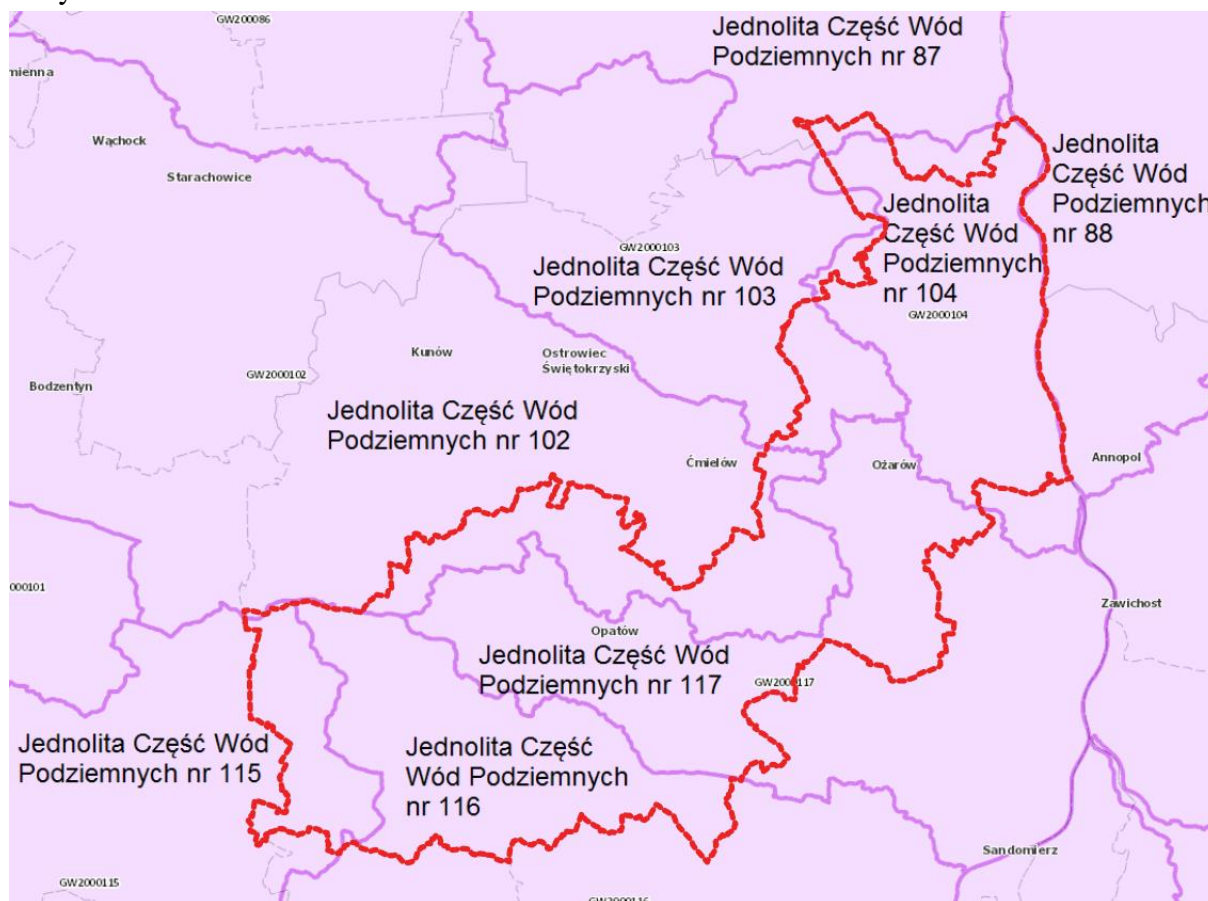 GW200086
Jednolita Część Wód
Podziemnych nr 87
mienna
Wąchock
Starachowice
Jednolita
Część Wód
Podziemnych
nr 88
Jednolita
Część Wód
Podziemnych
nr 104
GW2000103
Jednolita Część Wód
Podziemnych nr 103
GW2000104
Kunów
Ostrowiec
Świętokrzyski
GW2000102
Bodzentyn
Jednolita Część Wód
Podziemnych nr 102
Ćmielów
Ożarów
Annopol
000101
Zawichost
Opatów
Jednolita Część Wód
Podziemnych nr 117
GW2000117
Jednolita Część Wód
Podziemnych nr 115
Jednolita Część
Wód Podziemnych
nr 116
Sandomierz
GW2000115
GW2000116